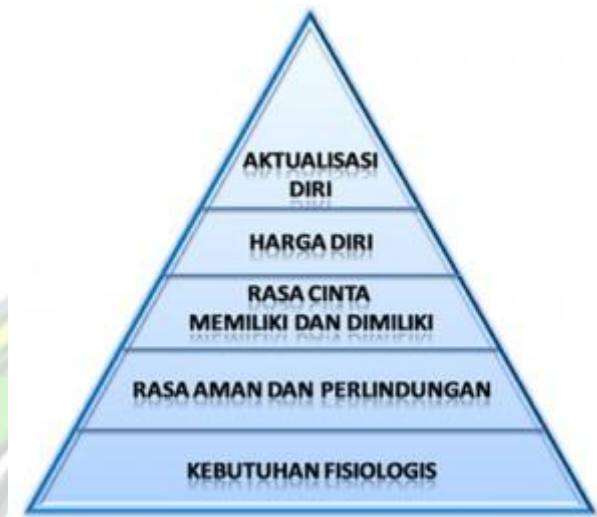 AKTUALISASI
DIRI
HARGA DIRI
RASA CINTA
MEMILIKI DAN DIMILIKI
RASA AMAN DAN PERLINDUNGAN
KEBUTUHAN FISIOLOGIS